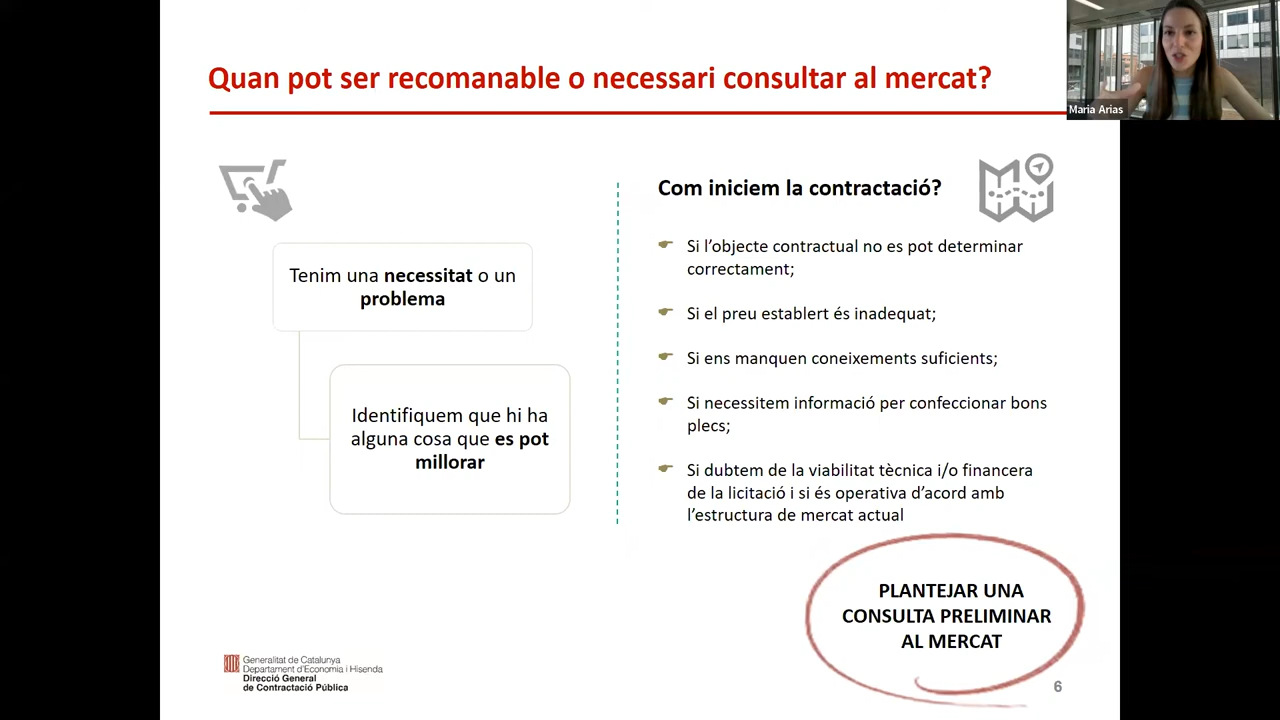 Quan pot ser recomanable o necessari consultar al mercat?
Maria Arias
Tenim una necessitat o un
problema
Identifiquem que hi ha
alguna cosa que es pot
millorar
Com iniciem la contractació?
Si l’objecte contractual no es pot determinar
correctament;
Si el preu establert és inadequat;
Si ens manquen coneixements suficients;
Si necessitem informació per confeccionar bons
plecs;
Si dubtem de la viabilitat tècnica i/o financera
de la licitació i si és operativa d’acord amb
l’estructura de mercat actual
PLANTEJAR UNA
CONSULTA PRELIMINAR
AL MERCAT
Generalitat de Catalunya
Departament d’Economia i Hisenda
Direcció General
de Contractació Pública
6